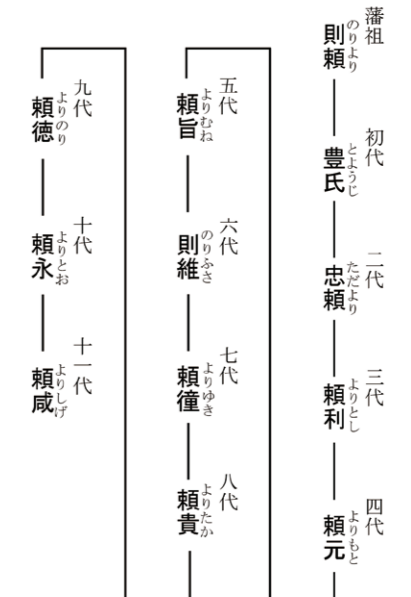 藩祖
則頼
のりより
初代
豊氏
とようじ
二代
忠頼
ただより
三代
頼利
よりとし
四代
頼元
よりもと
五代
頼旨
よりむね
六代
則維
のりふさ
七代
頼徸
よりゆき
八代
頼貴
よりたか
九代
頼徳
よりのり
十代
頼永
よりとお
十一代
頼咸
よりしげ